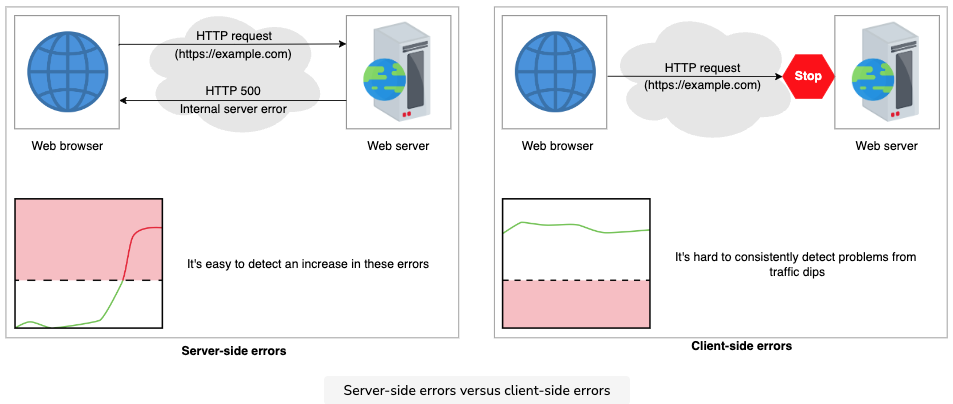 HTTP request
(https://example.com)
HTTP 500
Internal server error
Web browser
Web server
It's easy to detect an increase in these errors
Server-side errors
HTTP request
(https://example.com)
Stop
Web browser
Web server
It's hard to consistently detect problems from
traffic dips
Client-side errors
Server-side errors versus client-side errors